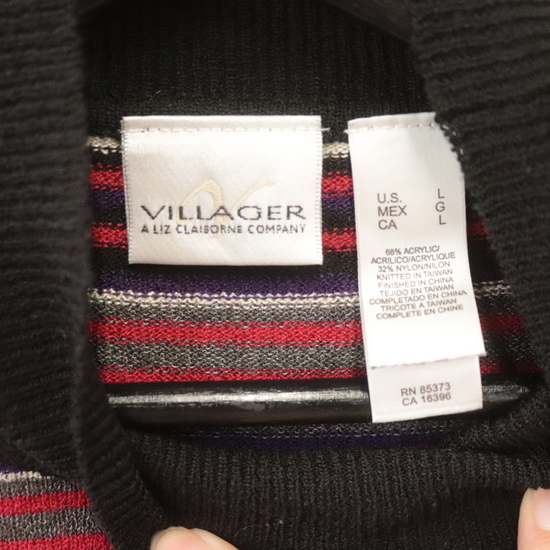 VILLAGER
A LIZ CLAIBORNE COMPANY
U.S. L
MEX G
CA L
68% ACRYLIC/
ACRILICO/ACRYLIQUE
32% NYLON/NILON
KNITTED IN TAIWAN
FINISHED IN CHINA
TEJIDO EN TAIWAN
COMPLETADO EN CHINA
TRICOTE A TAIWAN
COMPLETE EN CHINE
RN 85373
CA 16396